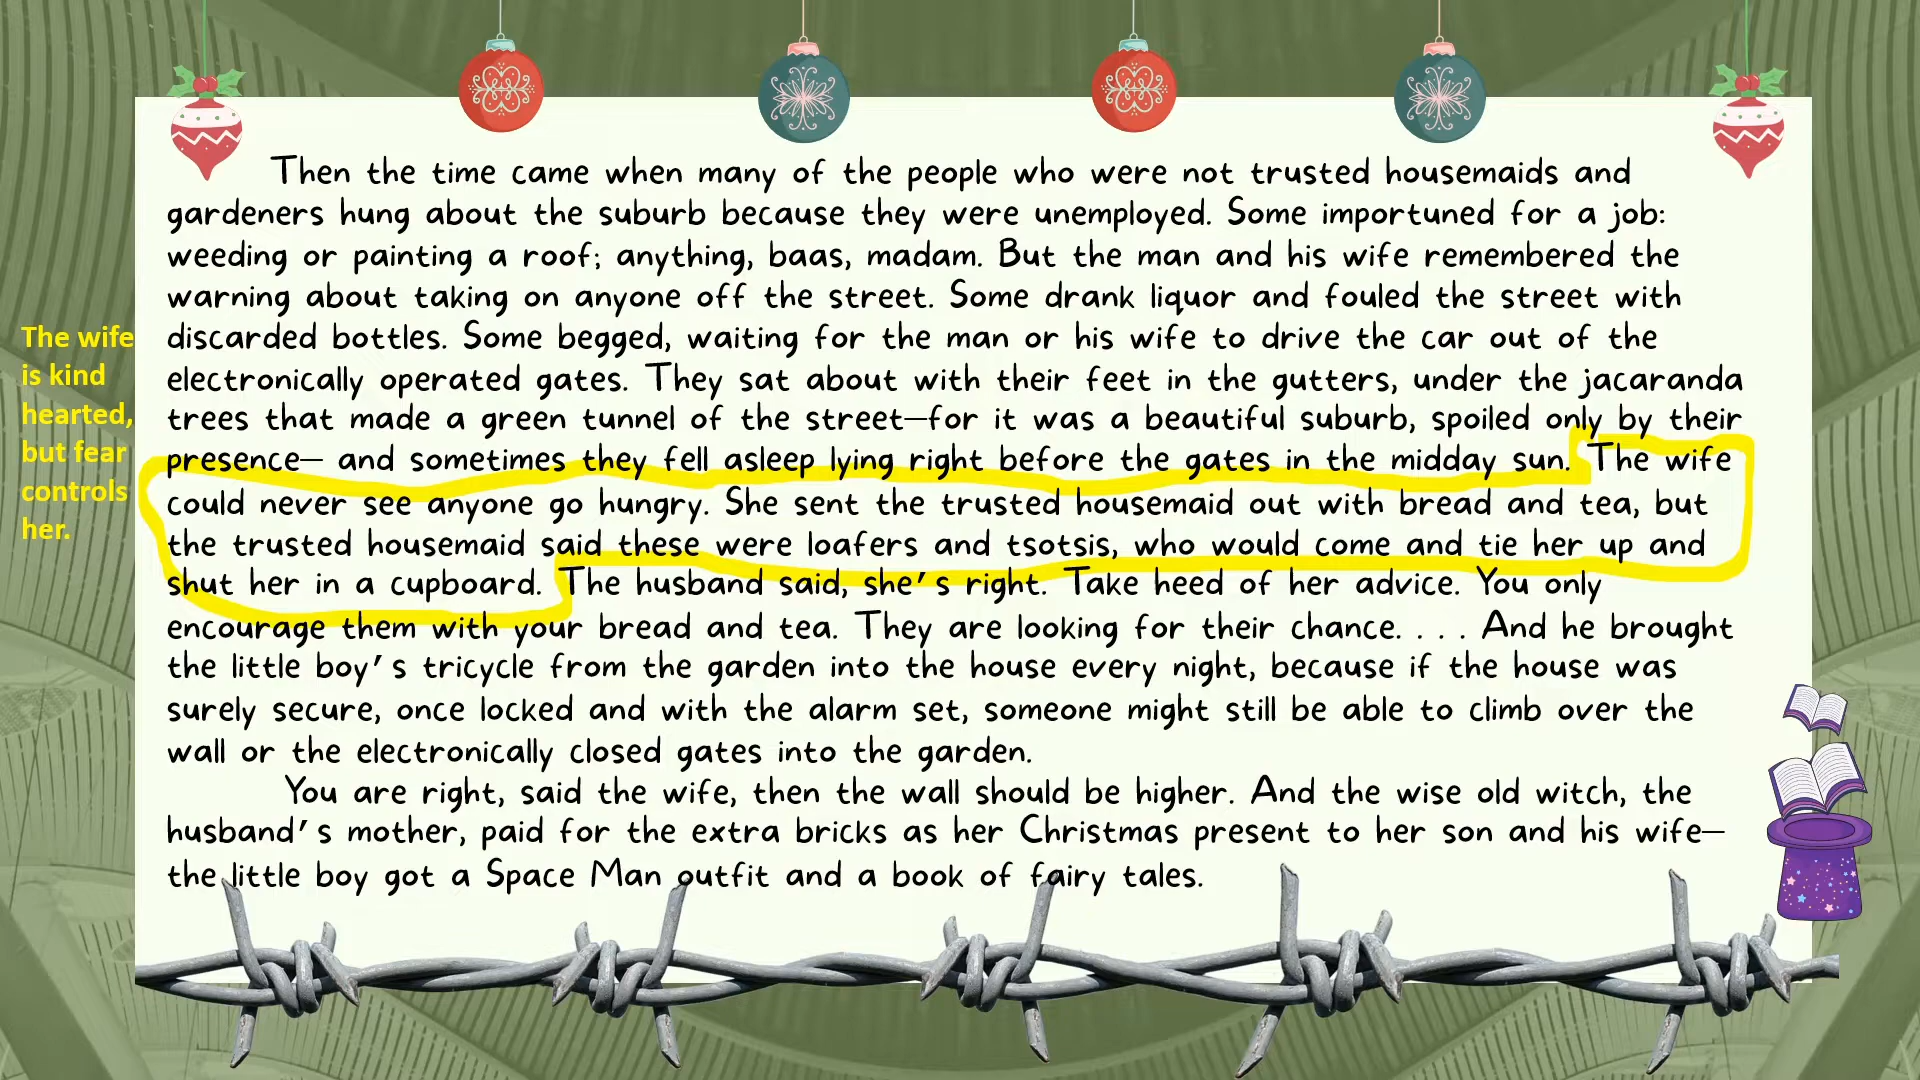 Then the time came when many of the people who were not trusted housemaids and
gardeners hung about the suburb because they were unemployed. Some importuned for a job:
weeding or painting a roof; anything, baas, madam. But the man and his wife remembered the
warning about taking on anyone off the street. Some drank liquor and fouled the street with
discarded bottles. Some begged, waiting for the man or his wife to drive the car out of the
electronically operated gates. They sat about with their feet in the gutters, under the jacaranda
trees that made a green tunnel of the street—for it was a beautiful suburb, spoiled only by their
presence— and sometimes they fell asleep lying right before the gates in the midday sun. The wife
could never see anyone go hungry. She sent the trusted housemaid out with bread and tea, but
the trusted housemaid said these were loafers and tsotsis, who would come and tie her up and
shut her in a cupboard. The husband said, she's right. Take heed of her advice. You only
encourage them with your bread and tea. They are looking for their chance. . . . And he brought
the little boy's tricycle from the garden into the house every night, because if the house was
surely secure, once locked and with the alarm set, someone might still be able to climb over the
wall or the electronically closed gates into the garden.
You are right, said the wife, then the wall should be higher. And the wise old witch, the
husband's mother, paid for the extra bricks as her Christmas present to her son and his wife—
the little boy got a Space Man outfit and a book of fairy tales.
The wife
is kind
hearted,
but fear
controls
her.